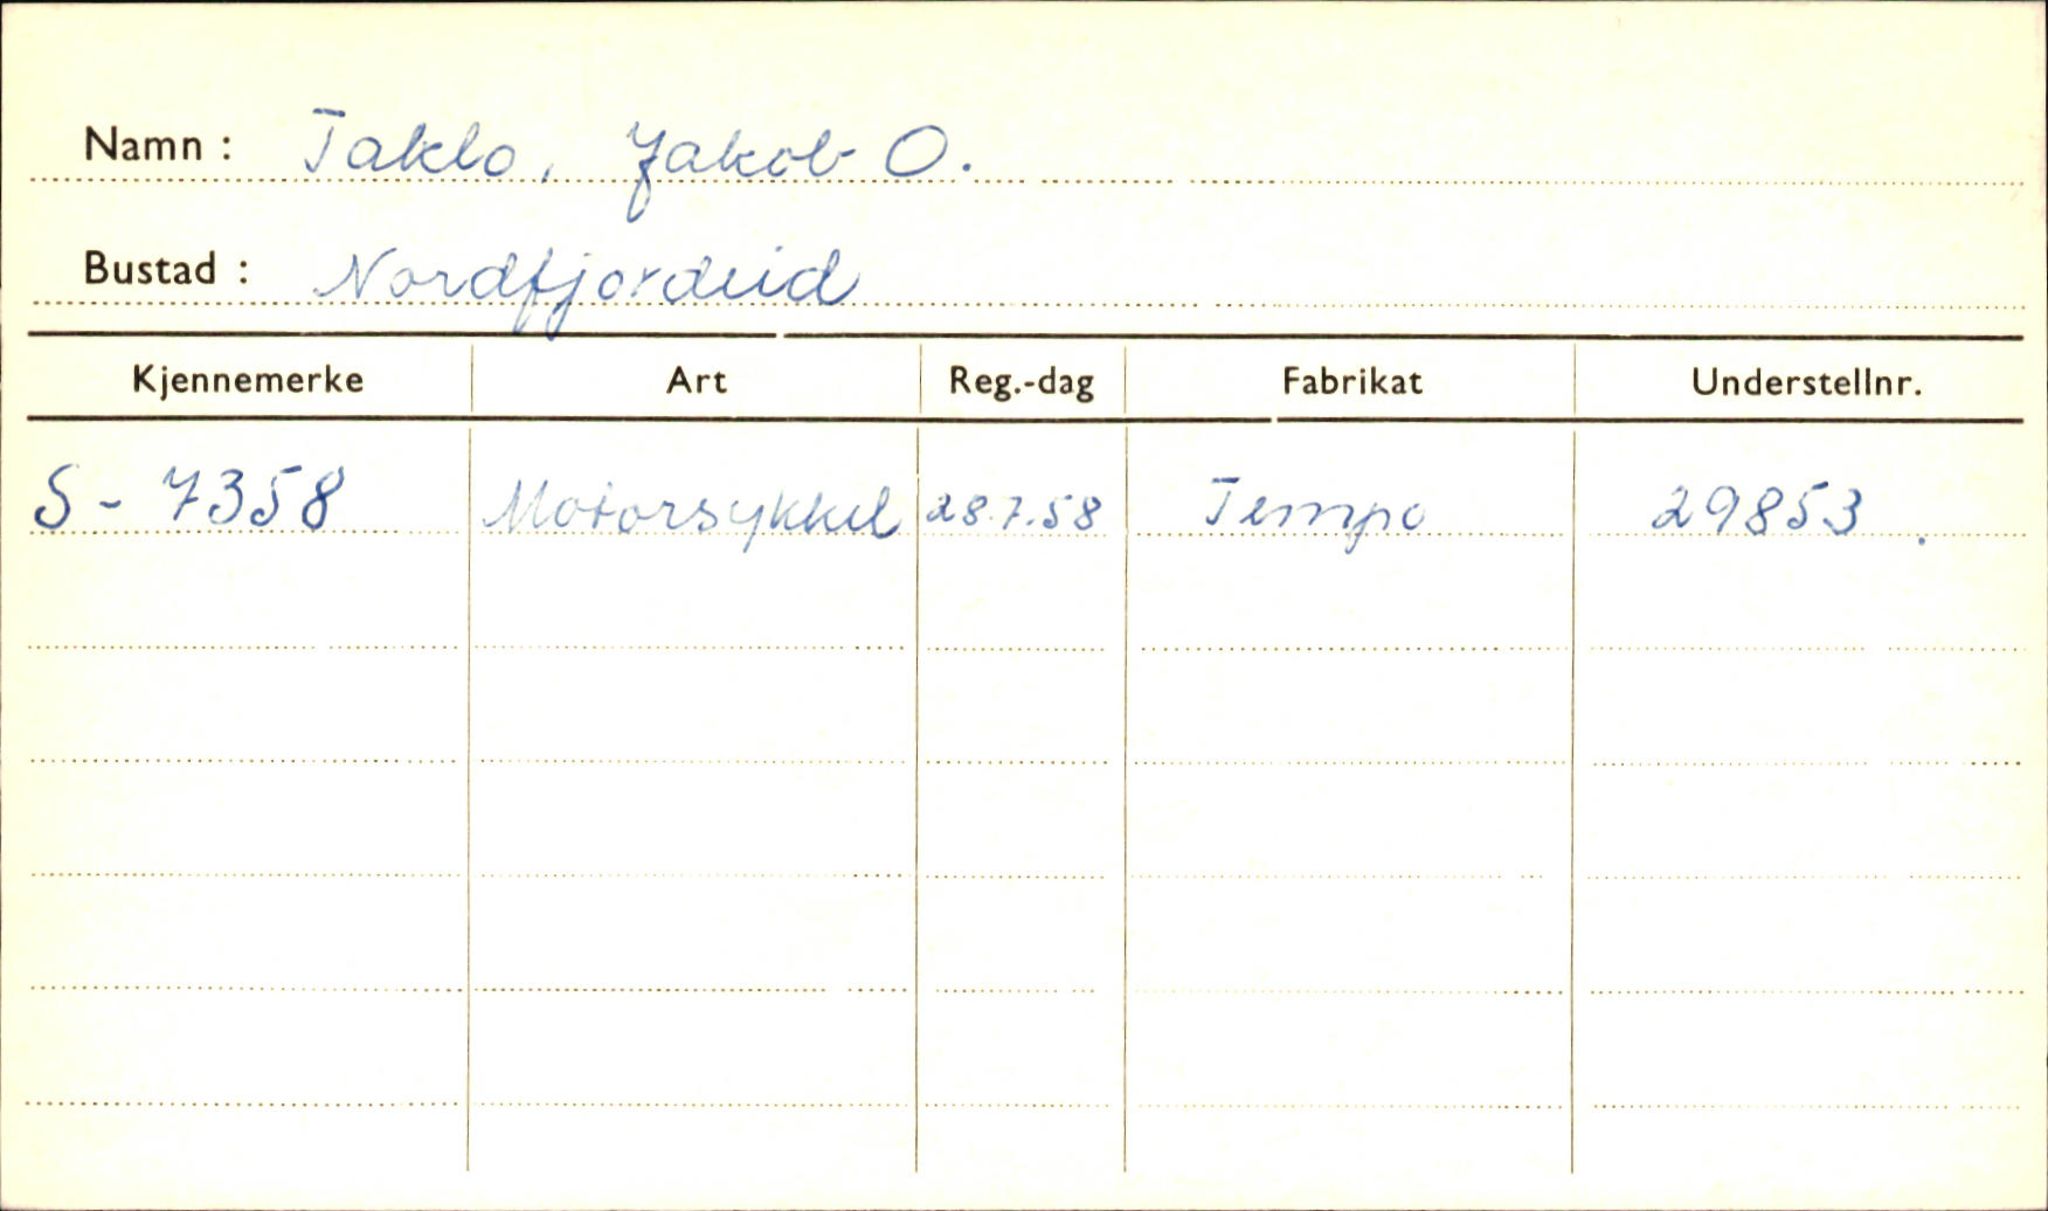 Namn : Taklo, Jakob O.
Bustad : Nordfjordeid
Kjennemerke Art Reg.-dag Fabrikat Understellnr.
S - 7358 Motorsykkel 28.7.58 Tempo 29853.